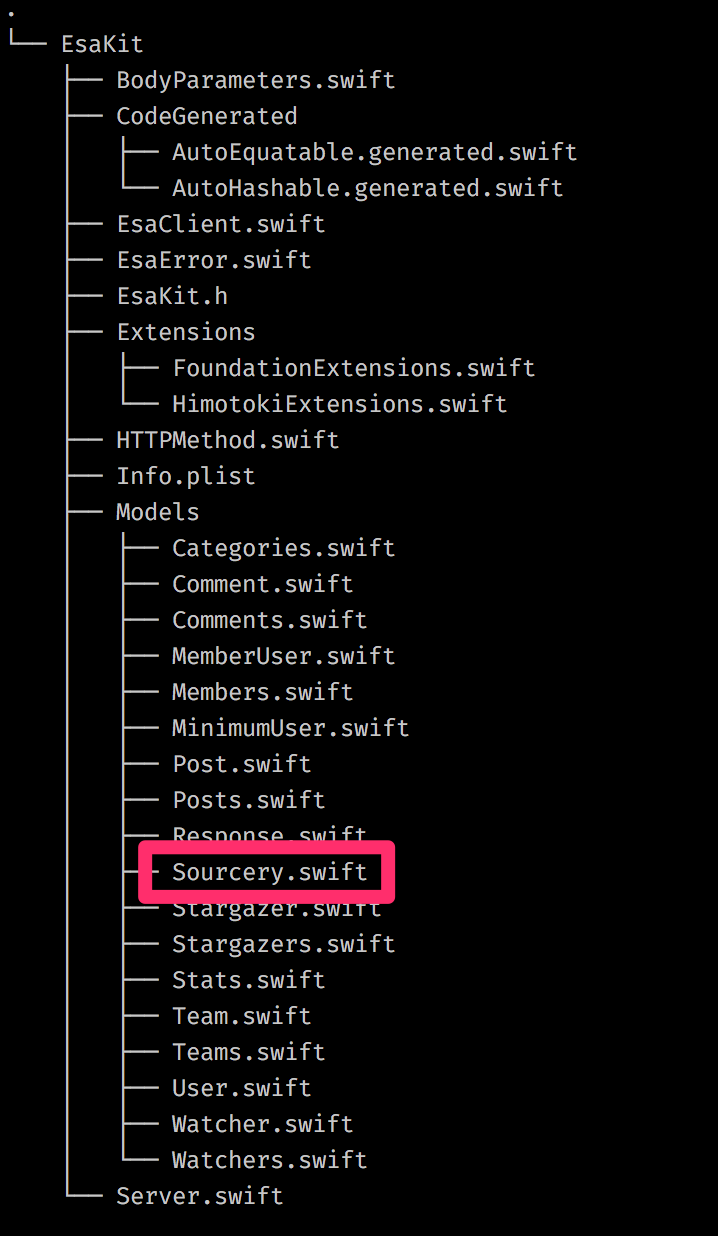 .
└── EsaKit
    ├── BodyParameters.swift
    ├── CodeGenerated
    │   ├── AutoEquatable.generated.swift
    │   └── AutoHashable.generated.swift
    ├── EsaClient.swift
    ├── EsaError.swift
    ├── EsaKit.h
    ├── Extensions
    │   ├── FoundationExtensions.swift
    │   └── HimotokiExtensions.swift
    ├── HTTPMethod.swift
    ├── Info.plist
    ├── Models
    │   ├── Categories.swift
    │   ├── Comment.swift
    │   ├── Comments.swift
    │   ├── MemberUser.swift
    │   ├── Members.swift
    │   ├── MinimumUser.swift
    │   ├── Post.swift
    │   ├── Posts.swift
    │   ├── Response.swift
    │   ├── Sourcery.swift
    │   ├── Stargazer.swift
    │   ├── Stargazers.swift
    │   ├── Stats.swift
    │   ├── Team.swift
    │   ├── Teams.swift
    │   ├── User.swift
    │   ├── Watcher.swift
    │   └── Watchers.swift
    └── Server.swift